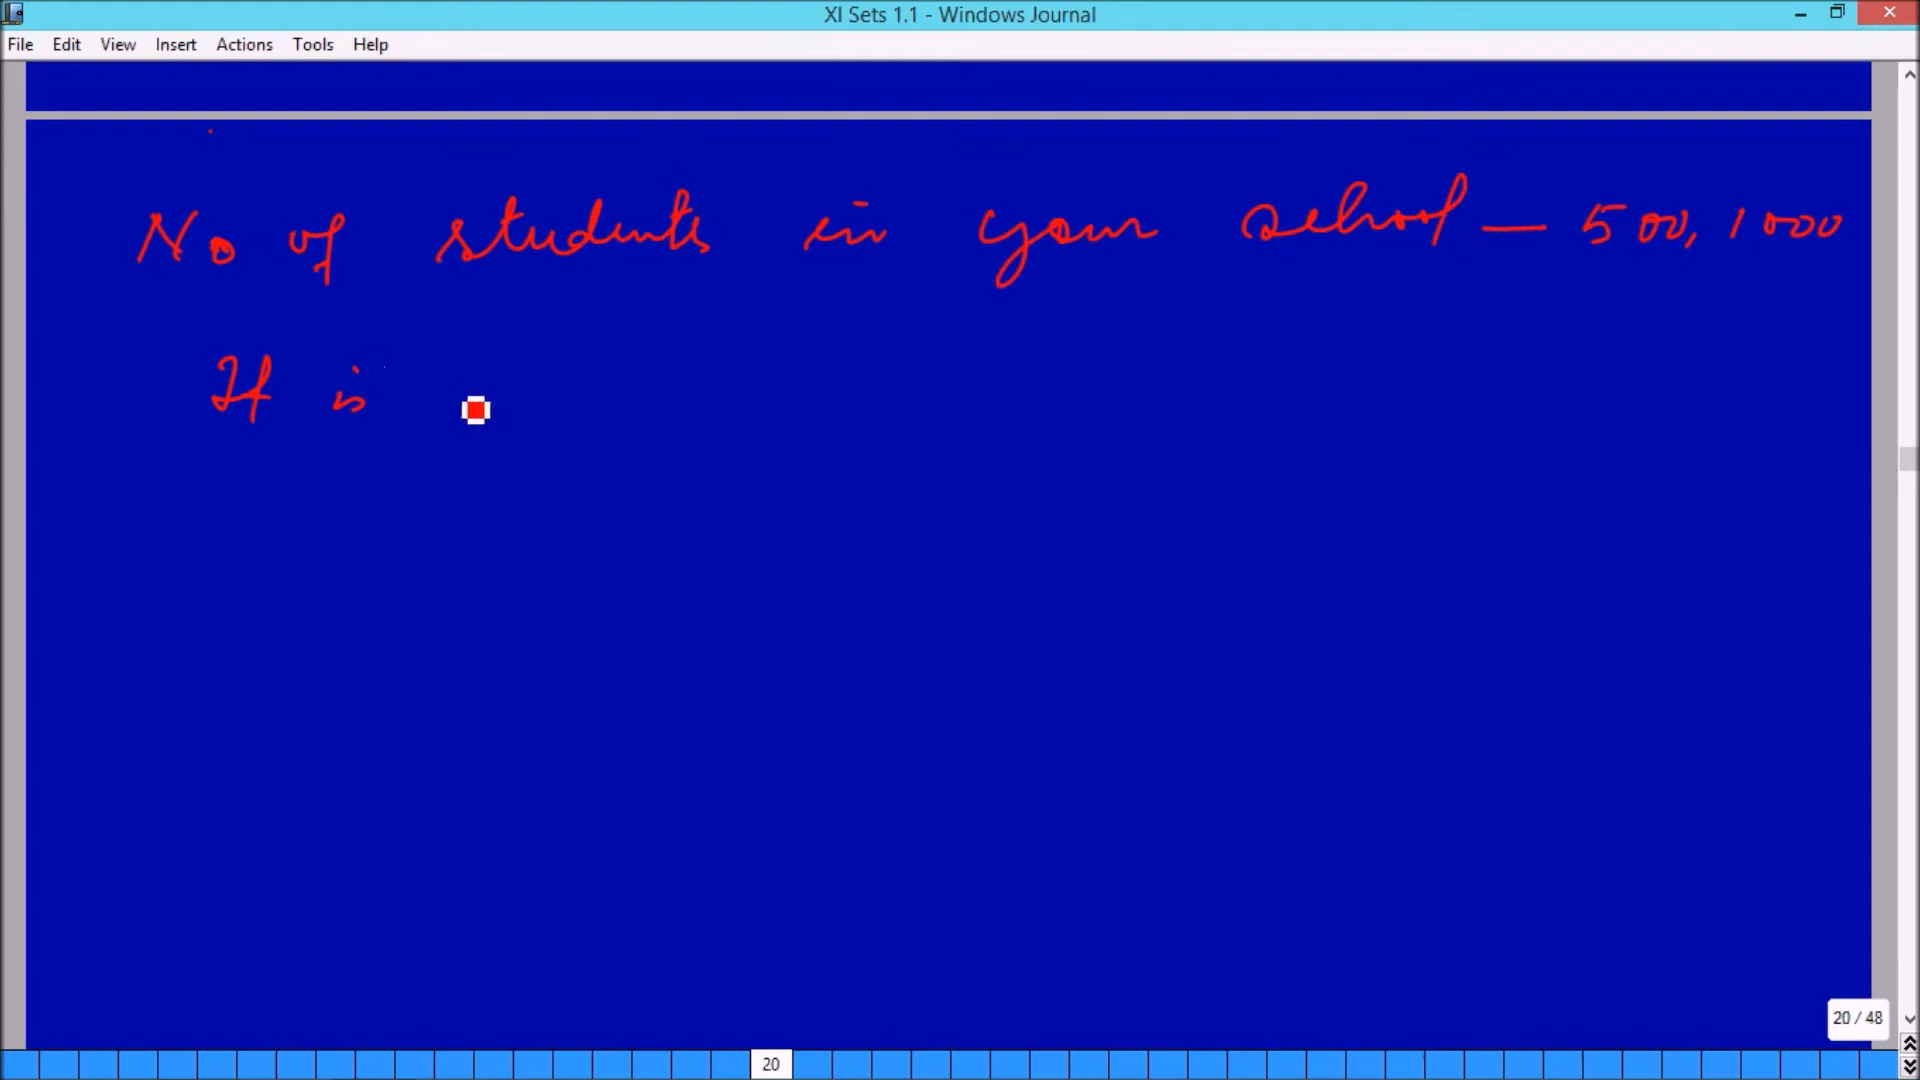 XI Sets 1.1 - Windows Journal
File Edit View Insert Actions Tools Help
No of students in your school — 500, 1000
It is
20 / 48
20